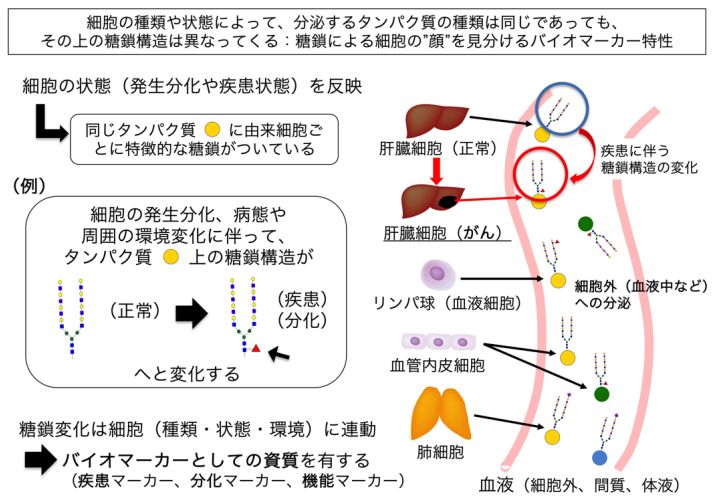 細胞の種類や状態によって、分泌するタンパク質の種類は同じであっても、
その上の糖鎖構造は異なってくる：糖鎖による細胞の”顔”を見分けるバイオマーカー特性
細胞の状態（発生分化や疾患状態）を反映
同じタンパク質 に由来細胞ご
とに特徴的な糖鎖がついている
（例）
細胞の発生分化、病態や
周囲の環境変化に伴って、
タンパク質 上の糖鎖構造が
（正常）
（疾患）
（分化）
へと変化する
糖鎖変化は細胞（種類・状態・環境）に連動
バイオマーカーとしての資質を有する
（疾患マーカー、分化マーカー、機能マーカー）
肝臓細胞（正常）
疾患に伴う
糖鎖構造の変化
肝臓細胞（がん）
リンパ球（血液細胞）
細胞外（血液中など）
への分泌
血管内皮細胞
肺細胞
血液（細胞外、間質、体液）